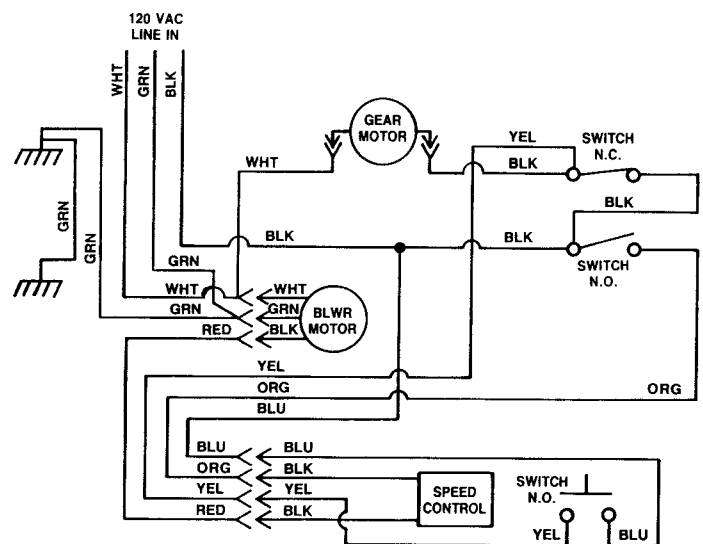 120 VAC
LINE IN
WHT
GRN
BLK
GEAR
MOTOR
YEL
SWITCH
N.C.
BLK
WHT
BLK
GRN
GRN
BLK
BLK
SWITCH
N.O.
GRN
WHT
WHT
GRN
GRN
BLWR
MOTOR
RED
BLK
YEL
ORG
ORG
BLU
BLU
BLU
ORG
BLK
YEL
YEL
RED
BLK
SPEED
CONTROL
SWITCH
N.O.
YEL
BLU